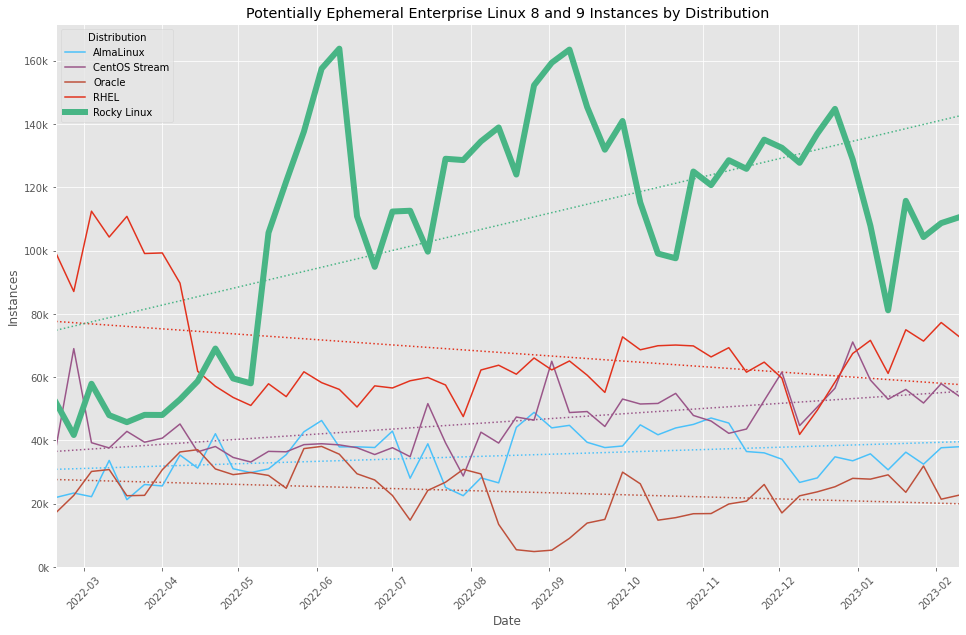 Potentially Ephemeral Enterprise Linux 8 and 9 Instances by Distribution
Distribution
AlmaLinux
CentOS Stream
Oracle
RHEL
Rocky Linux
160k
140k
120k
100k
80k
60k
40k
20k
0k
Instances
2022-03
2022-04
2022-05
2022-06
2022-07
2022-08
2022-09
2022-10
2022-11
2022-12
2023-01
2023-02
Date